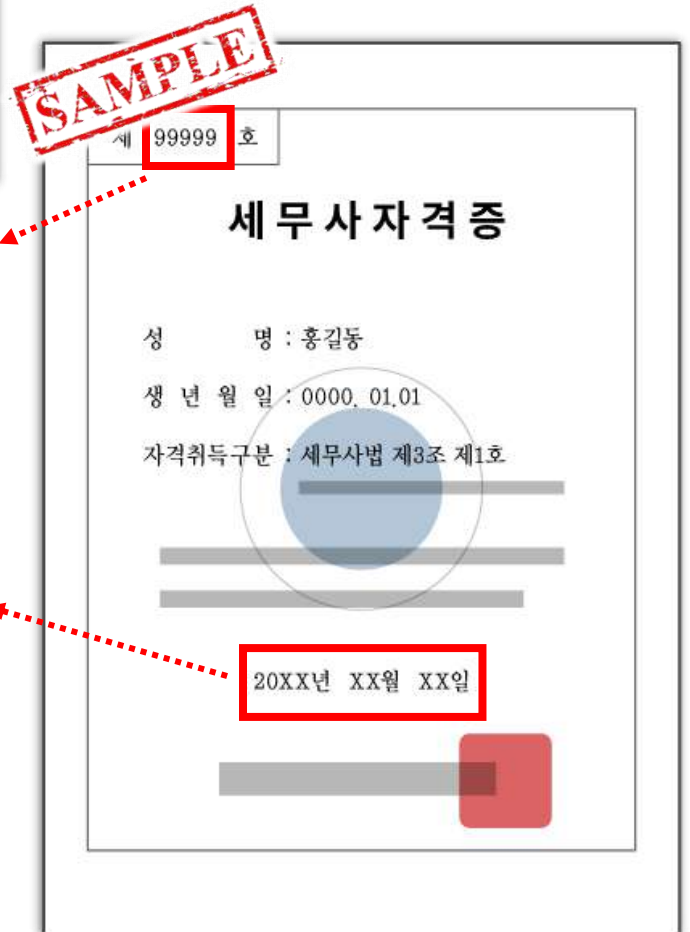 SAMPLE
제 99999 호
세무사자격증
성 명 : 홍길동
생 년 월 일 : 0000. 01.01
자격취득구분 : 세무사법 제3조 제1호
20XX년 XX월 XX일